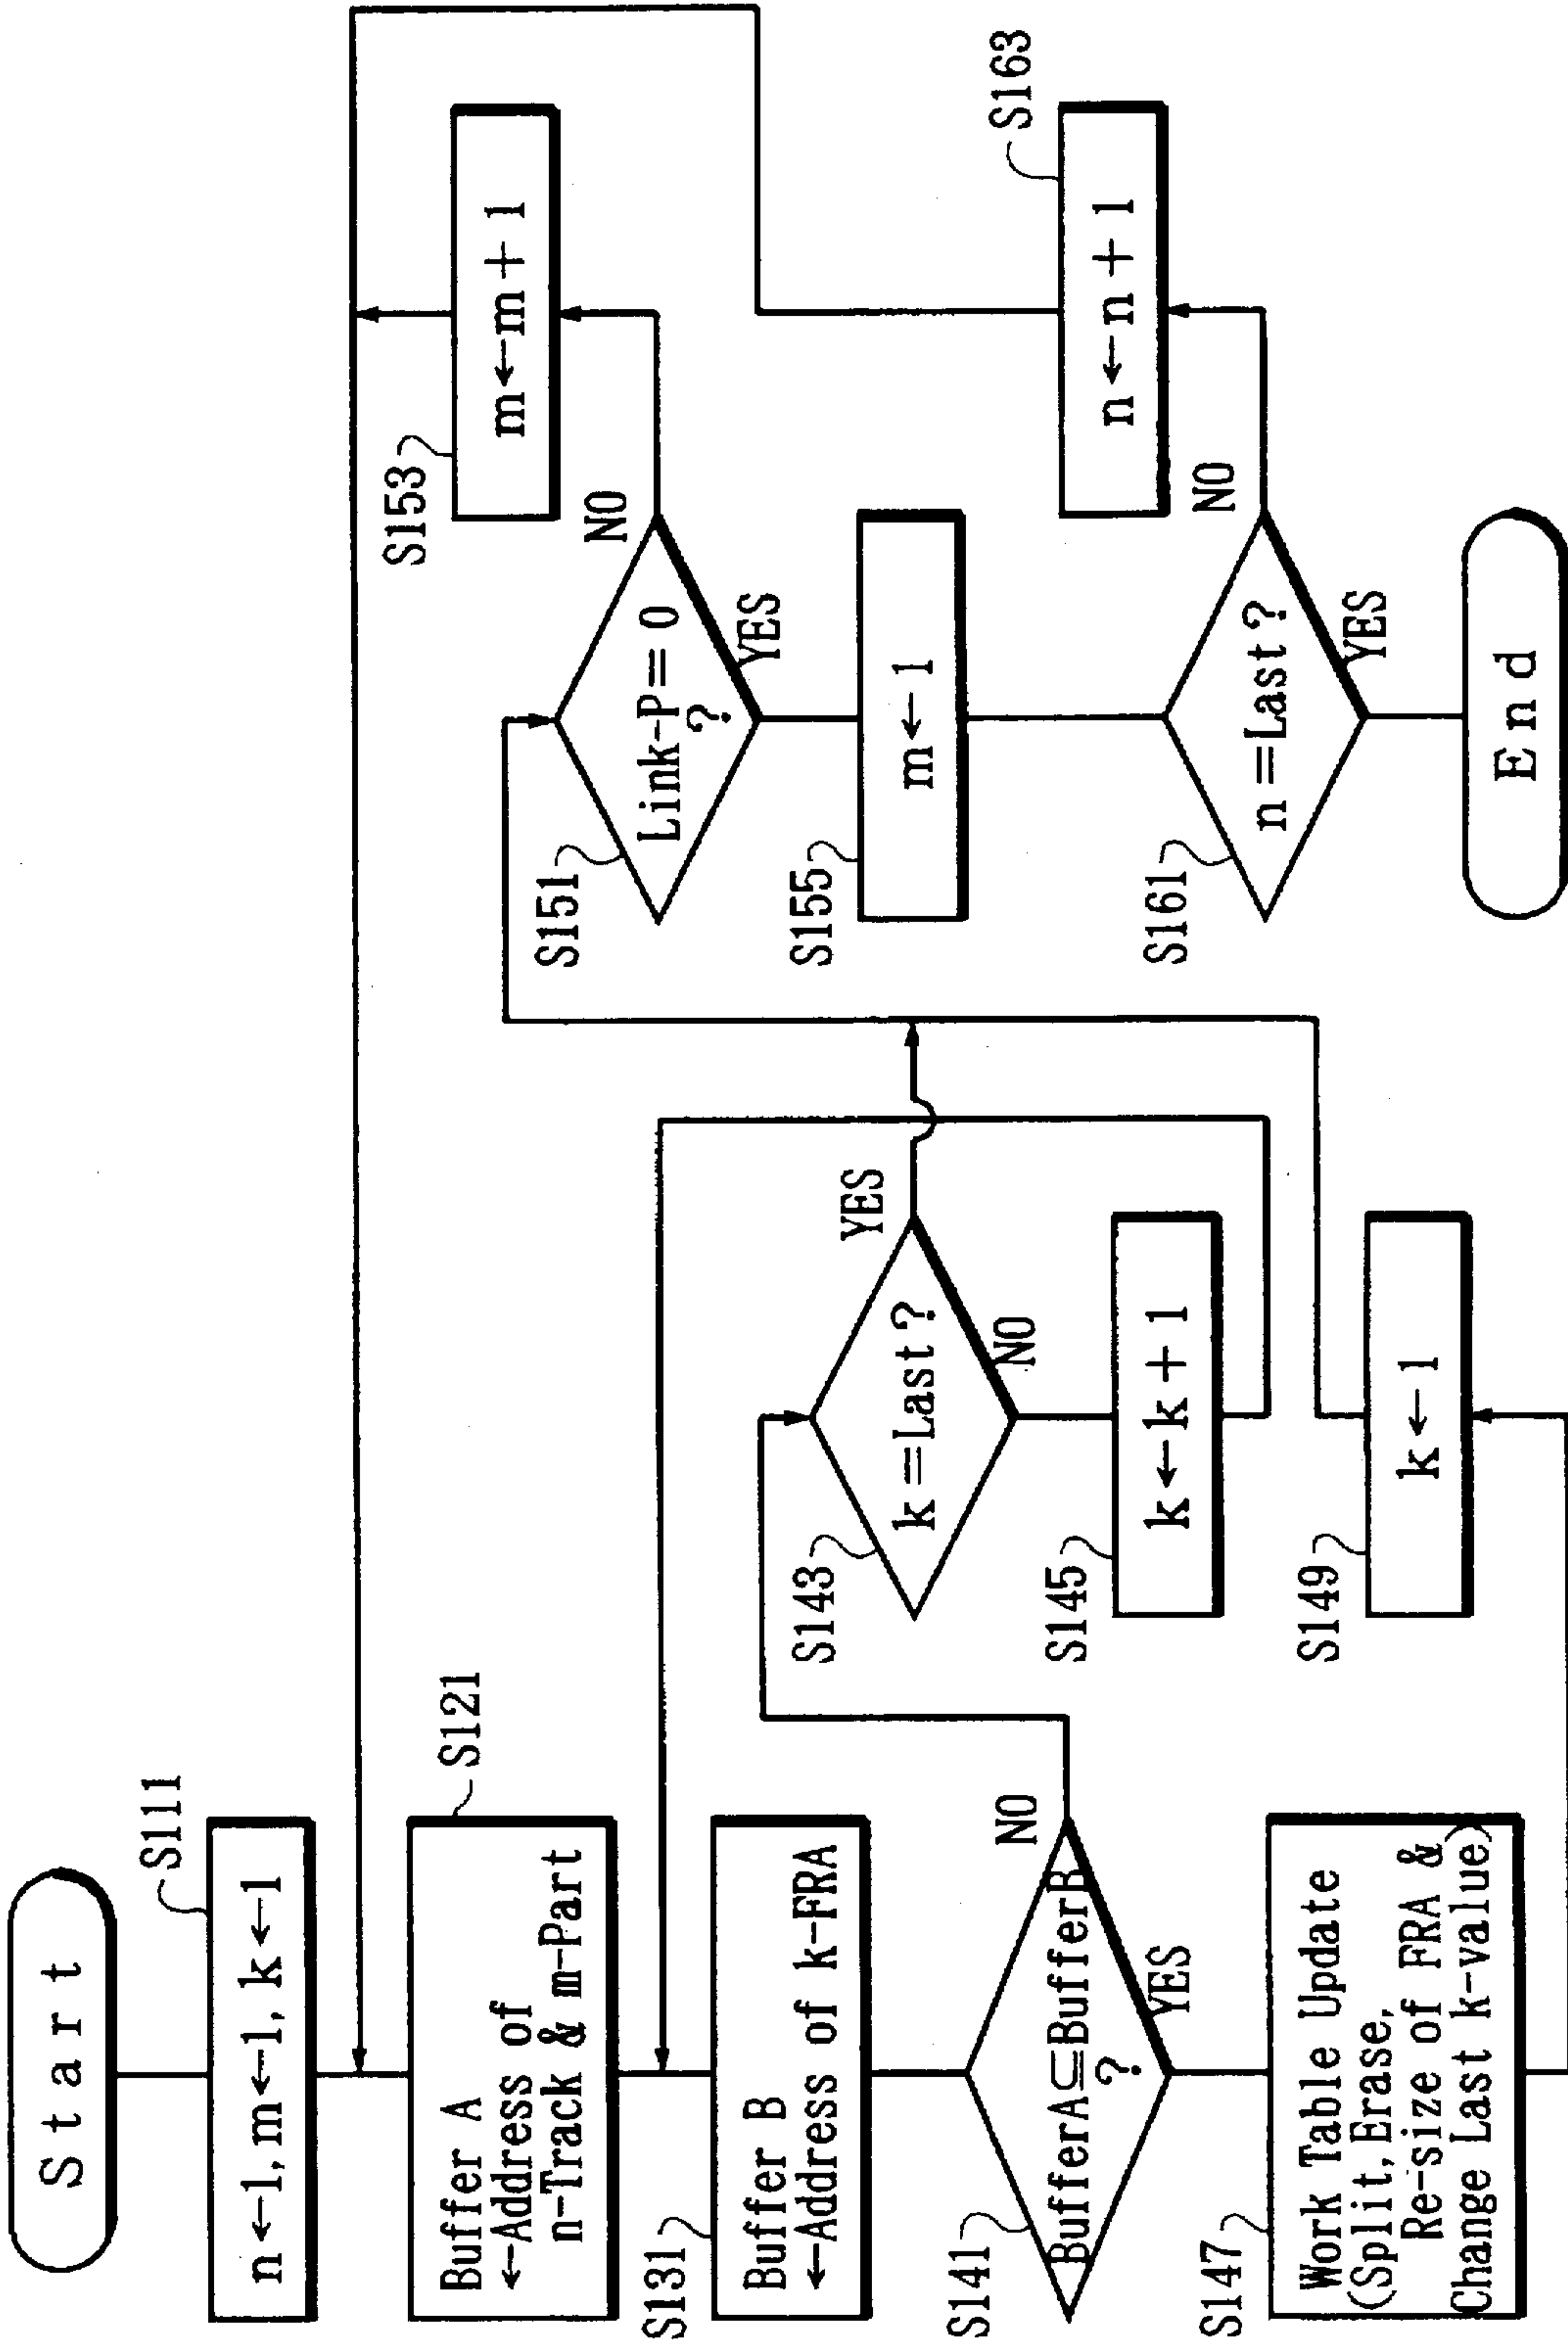 Start
S111
n←1,m←1,k←1
S121
Buffer A
←Address of
n-Track & m-Part
S131
Buffer B
←Address of k-FRA
S141
BufferA⊆BufferB
?
NO
YES
S147
Work Table Update
(Split,Erase,
Re-size of FRA &
Change Last k-value)
S143
k=Last?
YES
NO
S145
k←k+1
S149
k←1
S151
Link-P=0
?
NO
YES
S153
m←m+1
S155
m←1
S161
n=Last?
NO
YES
S163
n←n+1
End